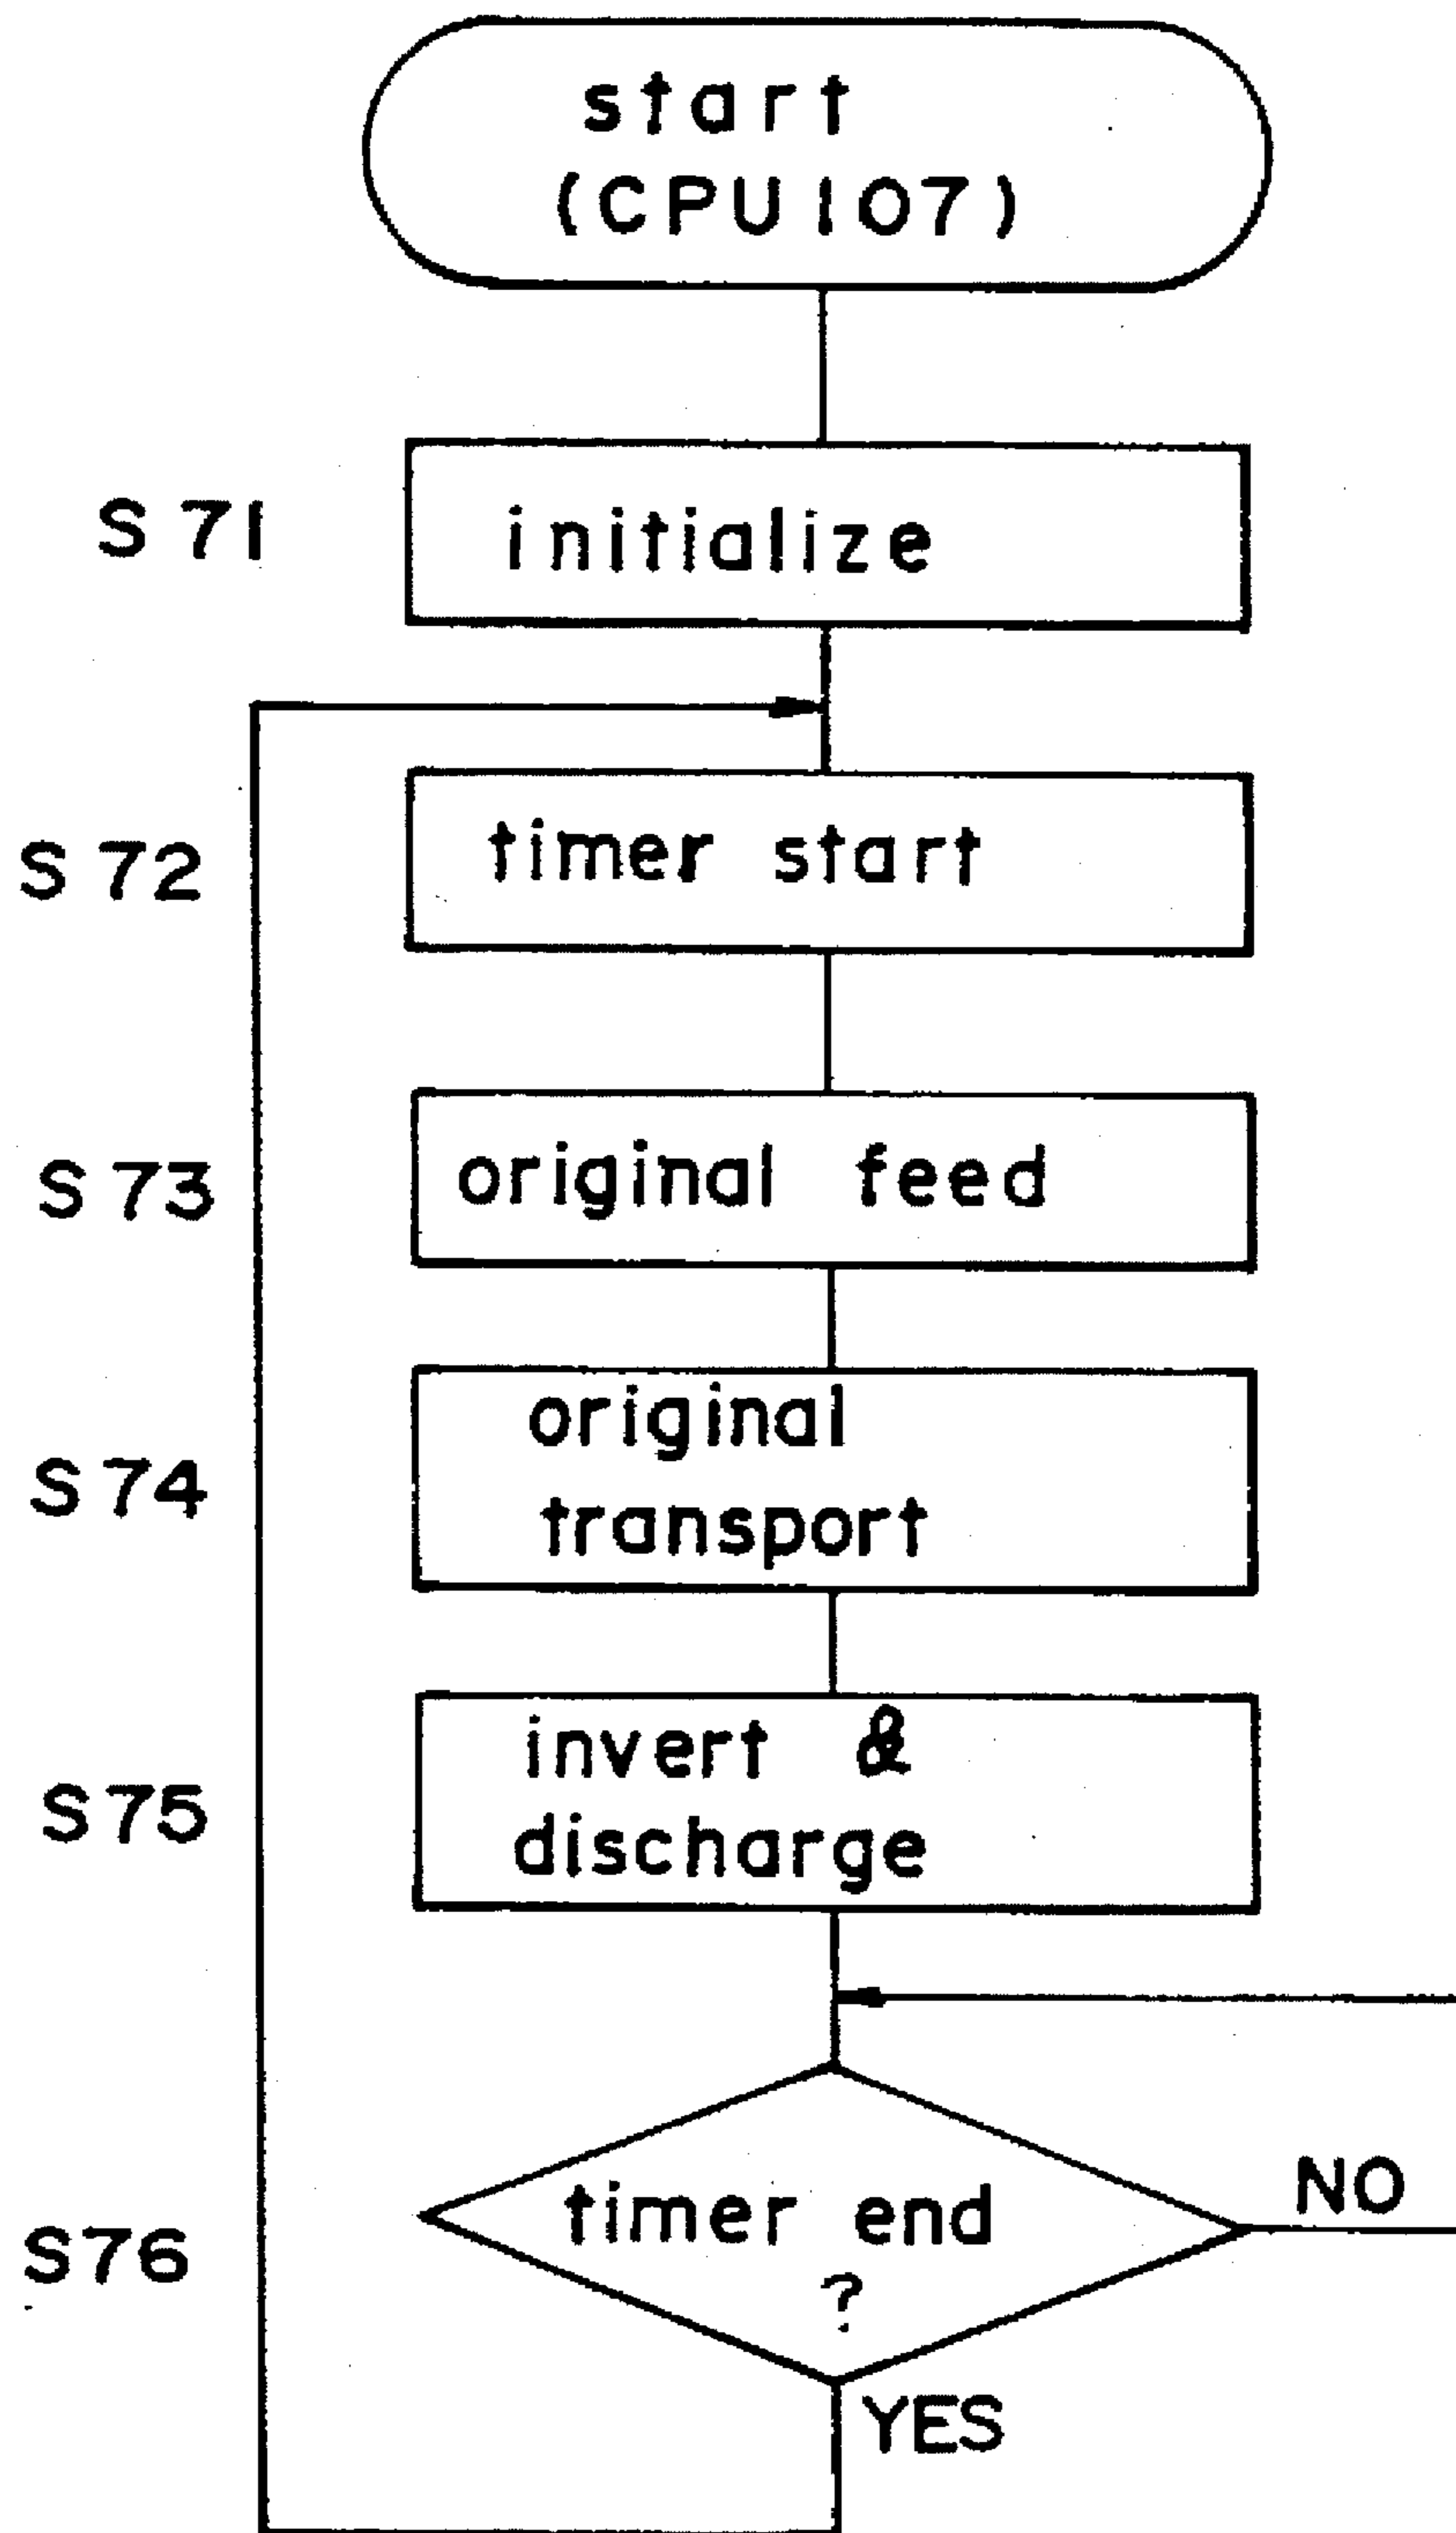 start
(CPU107)
S71
initialize
S72
timer start
S73
original feed
S74
original
transport
S75
invert &
discharge
S76
timer end
?
NO
YES